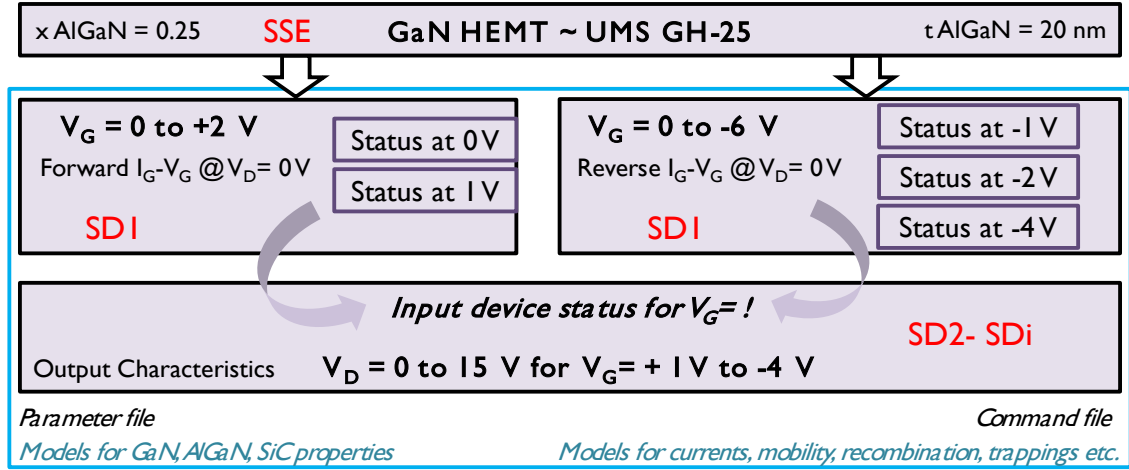 x AlGaN = 0.25 SSE GaN HEMT ~ UMS GH-25 t AlGaN = 20 nm
V_G = 0 to +2 V
Forward I_G-V_G @V_D= 0V
Status at 0V
Status at 1V
SD1
V_G = 0 to -6 V
Reverse I_G-V_G @V_D= 0V
Status at -1V
Status at -2V
Status at -4V
SD1
Input device status for V_G= !
SD2- SDi
Output Characteristics V_D = 0 to 15 V for V_G= + 1V to -4 V
Parameter file Command file
Models for GaN, AlGaN, SiC properties Models for currents, mobility, recombination, trappings etc.